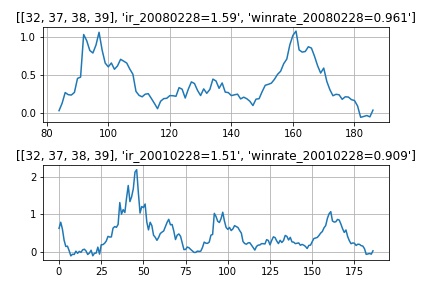 [[32, 37, 38, 39], 'ir_20080228=1.59', 'winrate_20080228=0.961']
1.0
0.5
0.0
80 100 120 140 160 180
[[32, 37, 38, 39], 'ir_20010228=1.51', 'winrate_20010228=0.909']
2
1
0
0 25 50 75 100 125 150 175